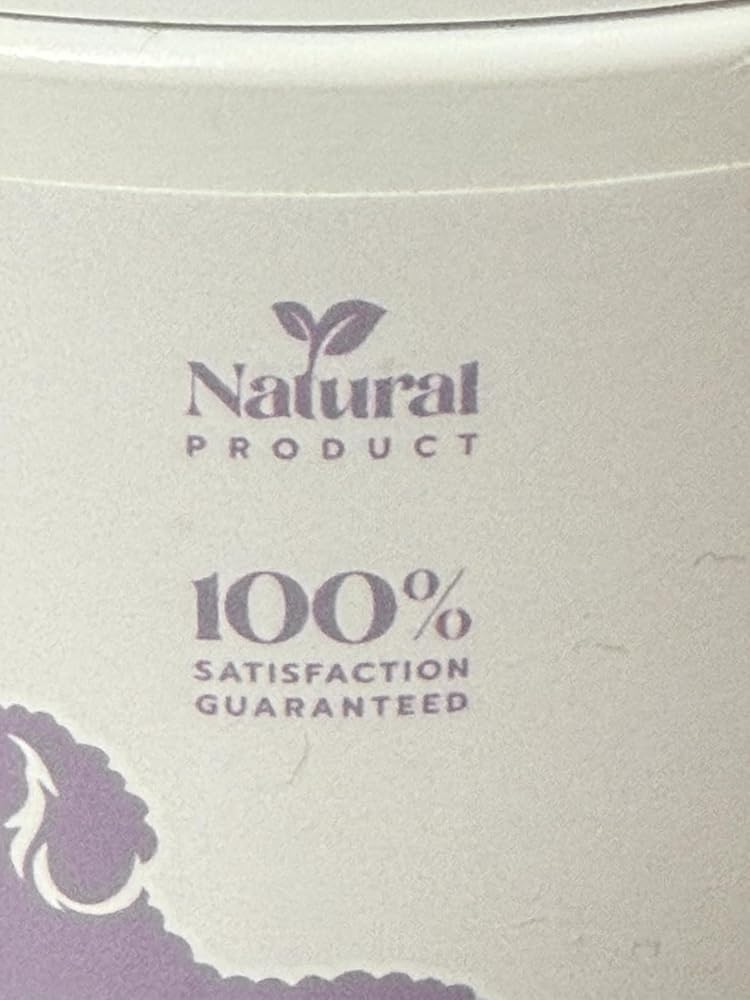 Natural
PRODUCT
100%
SATISFACTION
GUARANTEED